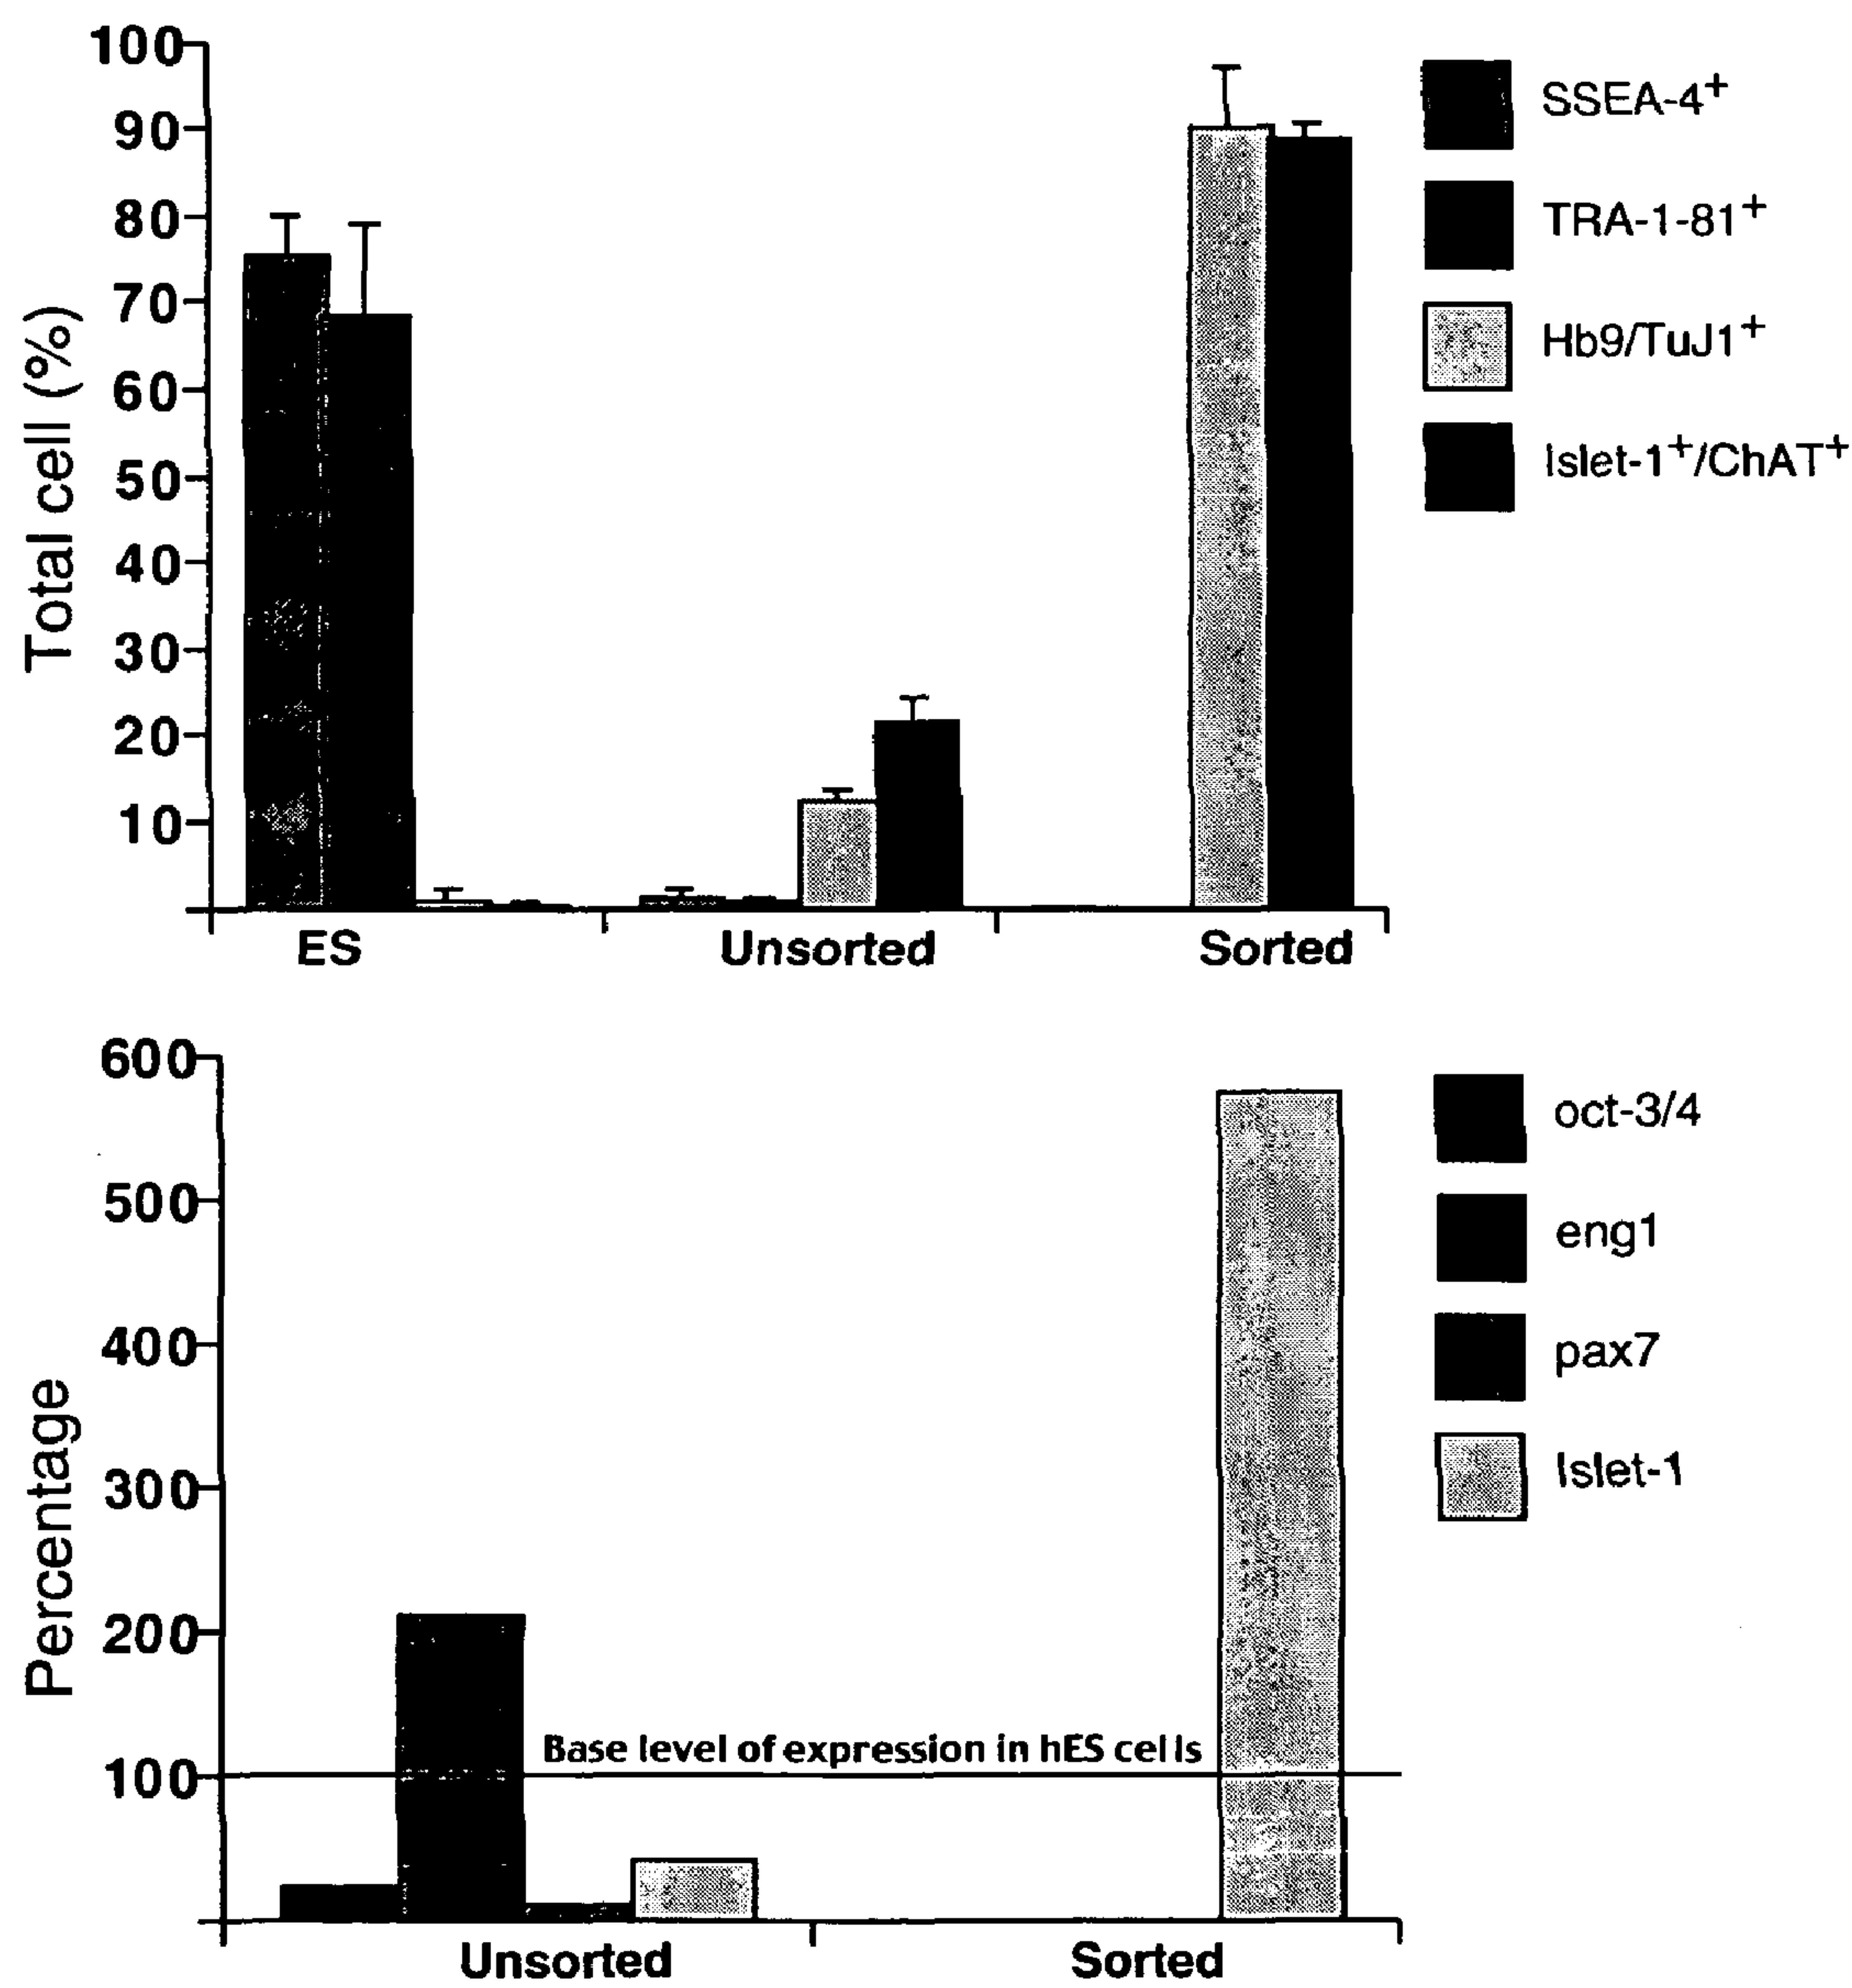 100
90
80
70
60
50
40
30
20
10
Total cell (%)
ES
Unsorted
Sorted
SSEA-4⁺
TRA-1-81⁺
Hb9/TuJ1⁺
Islet-1⁺/ChAT⁺
600
500
400
300
200
100
Percentage
Base level of expression in hES cells
Unsorted
Sorted
oct-3/4
eng1
pax7
Islet-1